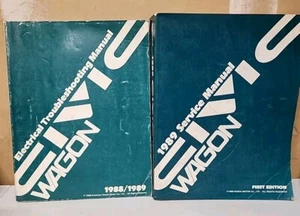 Electrical Troubleshooting Manual
CIVIC
WAGON
1988/1989
1989 Service Manual
CIVIC
WAGON
FIRST EDITION